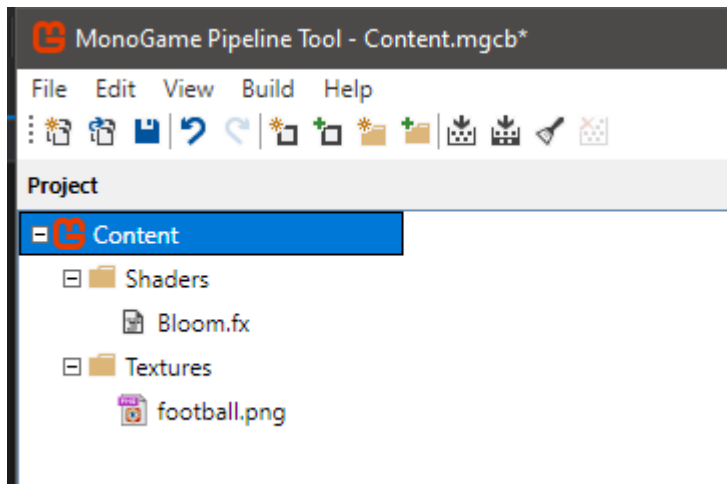 MonoGame Pipeline Tool - Content.mgcb*
File Edit View Build Help
Project
Content
Shaders
Bloom.fx
Textures
football.png